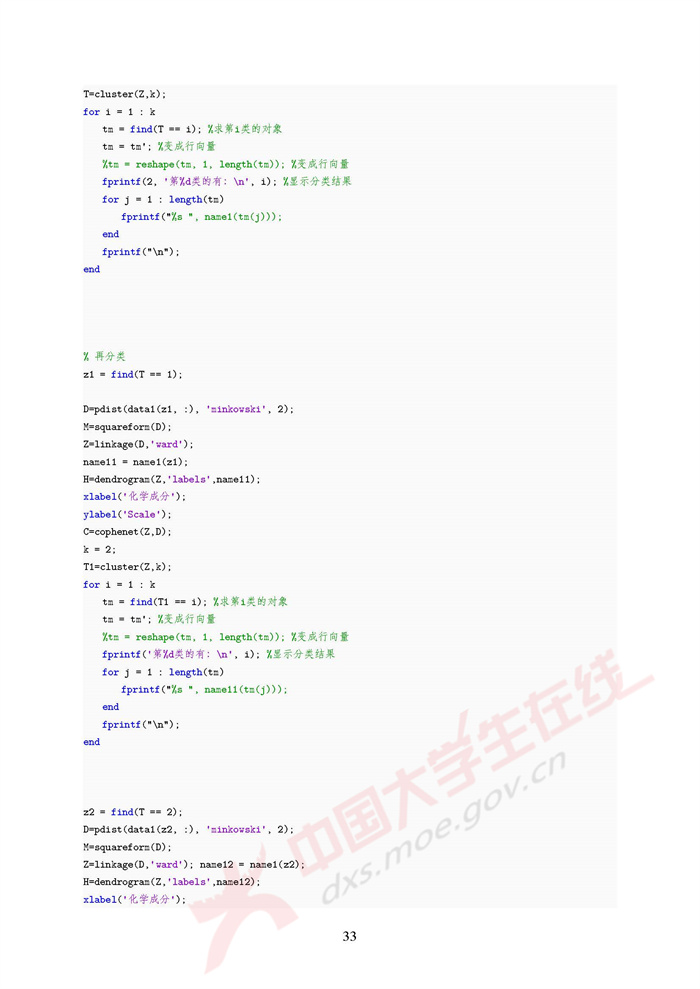 T=cluster(Z,k);
for i = 1 : k
tm = find(T == i); %求第i类的对象
tm = tm'; %变成行向量
%tm = reshape(tm, 1, length(tm)); %变成行向量
fprintf(2, '第%d类的有: \n', i); %显示分类结果
for j = 1 : length(tm)
fprintf("%s ", name1(tm(j)));
end
fprintf("\n");
end
% 再分类
z1 = find(T == 1);
D=pdist(data1(z1, :), 'minkowski', 2);
M=squareform(D);
Z=linkage(D,'ward');
name11 = name1(z1);
H=dendrogram(Z,'labels',name11);
xlabel('化学成分');
ylabel('Scale');
C=cophenet(Z,D);
k = 2;
T1=cluster(Z,k);
for i = 1 : k
tm = find(T1 == i); %求第i类的对象
tm = tm'; %变成行向量
%tm = reshape(tm, 1, length(tm)); %变成行向量
fprintf('第%d类的有: \n', i); %显示分类结果
for j = 1 : length(tm)
fprintf("%s ", name11(tm(j)));
end
fprintf("\n");
end
z2 = find(T == 2);
D=pdist(data1(z2, :), 'minkowski', 2);
M=squareform(D);
Z=linkage(D,'ward'); name12 = name1(z2);
H=dendrogram(Z,'labels',name12);
xlabel('化学成分');
中国大学生在线
dxs.moe.gov.cn
33